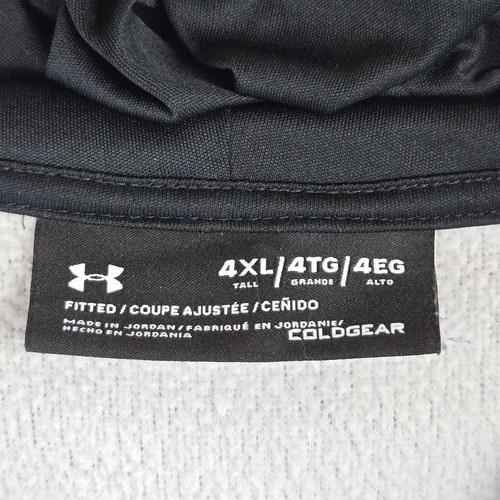 4XL/4TG/4EG
TALL GRANDE ALTO
FITTED/COUPE AJUSTÉE/CEÑIDO
MADE IN JORDAN/FABRIQUÉ EN JORDANIE/
HECHO EN JORDANIA
COLDGEAR